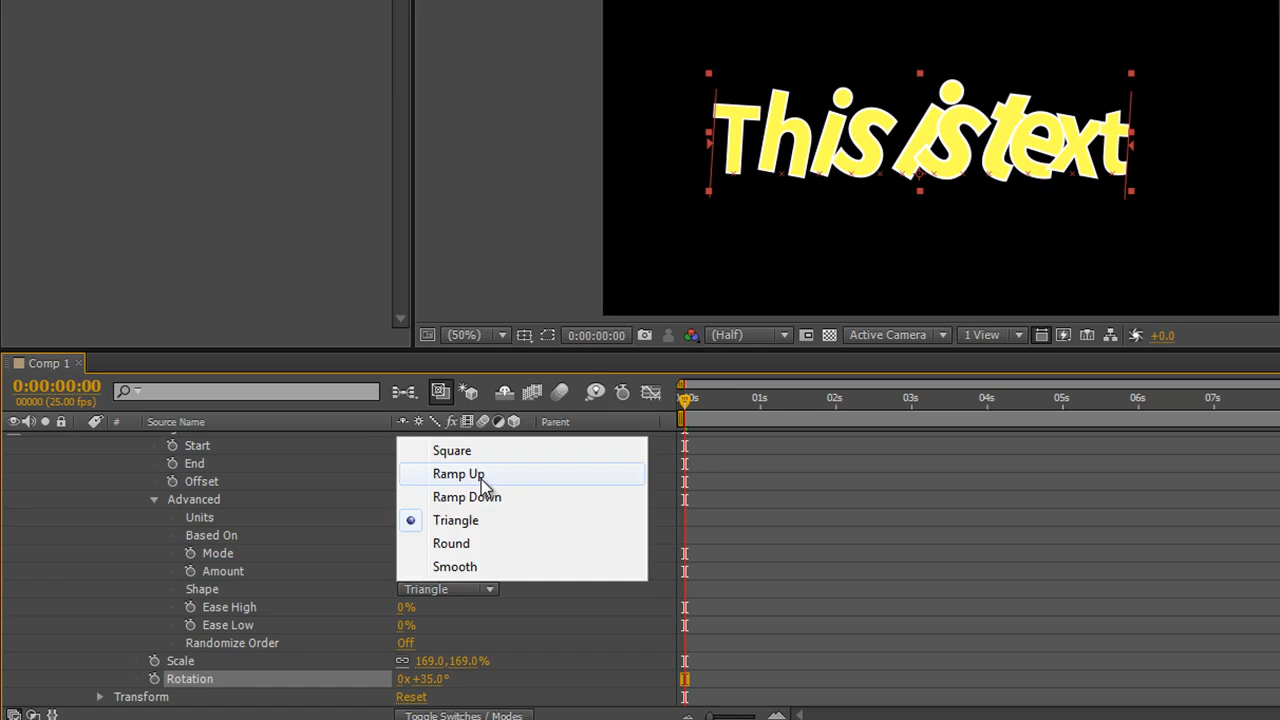 This is text
(50%) 0:00:00:00 (Half) Active Camera 1 View +0.0
Comp 1 ×
0:00:00:00
00000 (25.00 fps)
# Source Name fx Parent
01s 02s 03s 04s 05s 06s 07s
Start
End
Offset
Advanced
Units
Based On
Mode
Amount
Square
Ramp Up
Ramp Down
Triangle
Round
Smooth
Shape Triangle
Ease High 0%
Ease Low 0%
Randomize Order Off
Scale 169.0,169.0%
Rotation 0x+35.0°
Transform Reset
Toggle Switches / Modes